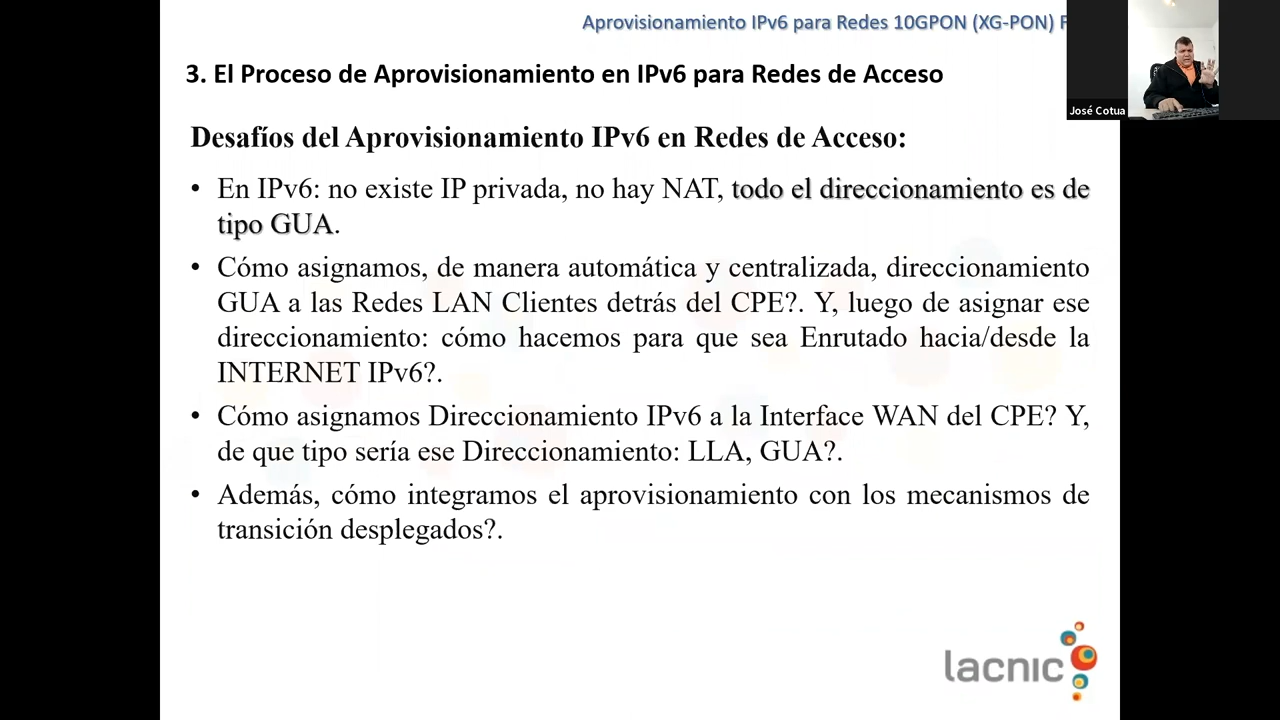 Aprovisionamiento IPv6 para Redes 10GPON (XG-PON) F
José Cotua
3. El Proceso de Aprovisionamiento en IPv6 para Redes de Acceso
Desafíos del Aprovisionamiento IPv6 en Redes de Acceso:
• En IPv6: no existe IP privada, no hay NAT, todo el direccionamiento es de
tipo GUA.
• Cómo asignamos, de manera automática y centralizada, direccionamiento
GUA a las Redes LAN Clientes detrás del CPE?. Y, luego de asignar ese
direccionamiento: cómo hacemos para que sea Enrutado hacia/desde la
INTERNET IPv6?.
• Cómo asignamos Direccionamiento IPv6 a la Interface WAN del CPE? Y,
de que tipo sería ese Direccionamiento: LLA, GUA?.
• Además, cómo integramos el aprovisionamiento con los mecanismos de
transición desplegados?.
lacnic